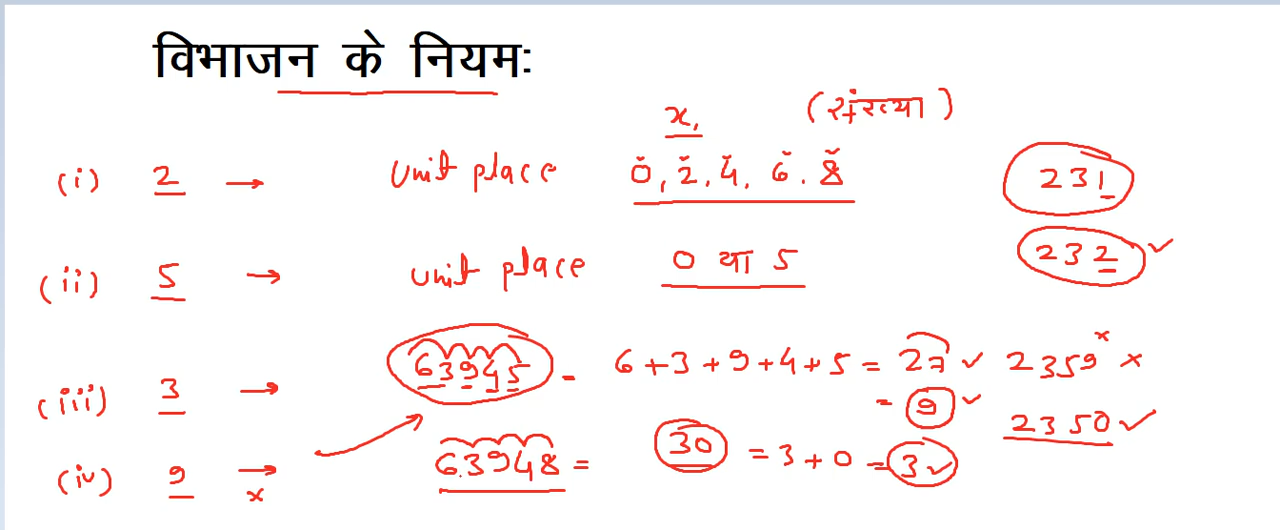 विभाजन के नियमः
x, (संख्या)
(i) 2 → Unit place 0, 2, 4, 6. 8 231
232 ✓
(ii) 5 → unit place 0 या 5
(iii) 3 → 63945 = 6+3+9+4+5 = 27 ✓ 2359 x x
= 9 ✓ 2350 ✓
(iv) 9 → x 63948 = 30 = 3+0 = 3 ✓